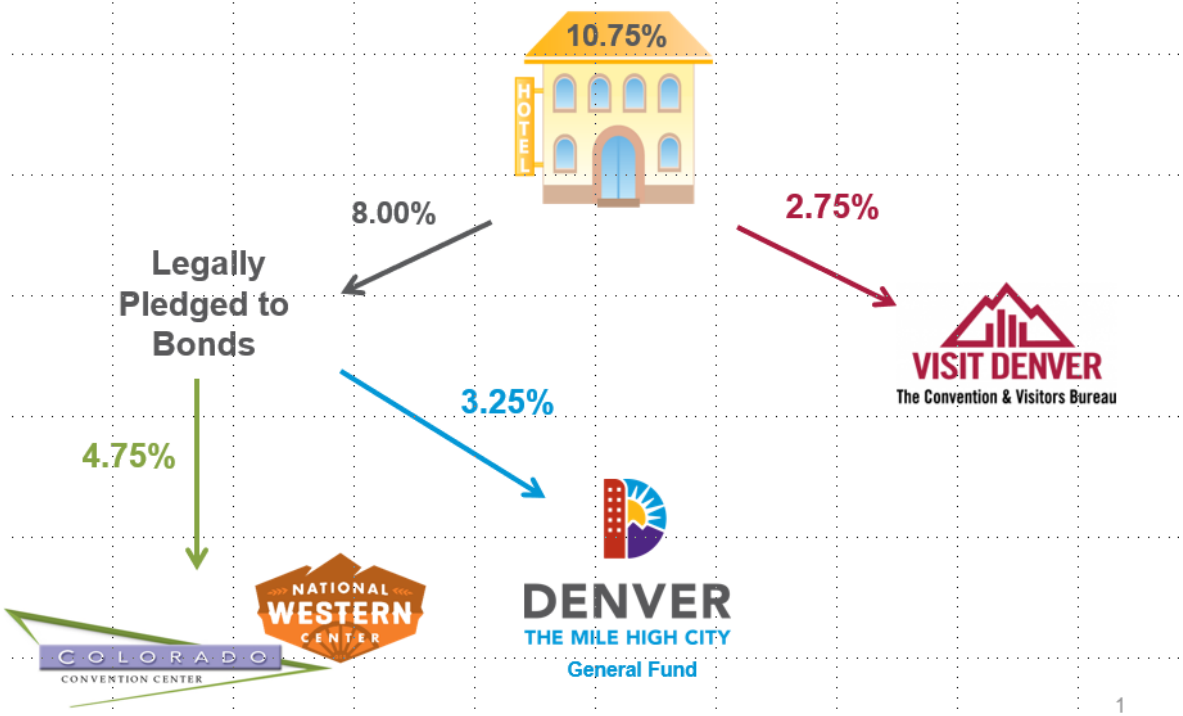 10.75%
HOTEL
8.00%
2.75%
Legally
Pledged to
Bonds
VISIT DENVER
The Convention & Visitors Bureau
3.25%
4.75%
NATIONAL
WESTERN
CENTER
COLORADO
CONVENTION CENTER
DENVER
THE MILE HIGH CITY
General Fund
1